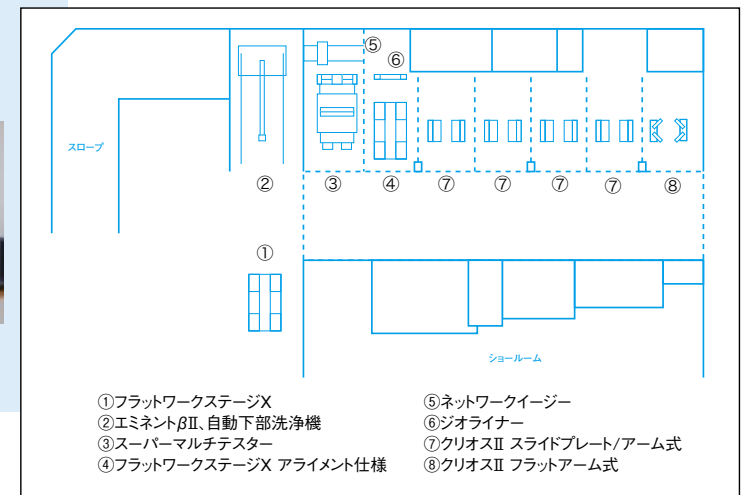 ⑤
⑥
スロープ
②
③
④
⑦
⑦
⑦
⑦
⑧
①
ショールーム
①フラットワークステージX
②エミネントβⅡ、自動下部洗浄機
③スーパーマルチテスター
④フラットワークステージX アライメント仕様
⑤ネットワークイージー
⑥ジオライナー
⑦クリオスⅡ スライドプレート/アーム式
⑧クリオスⅡ フラットアーム式